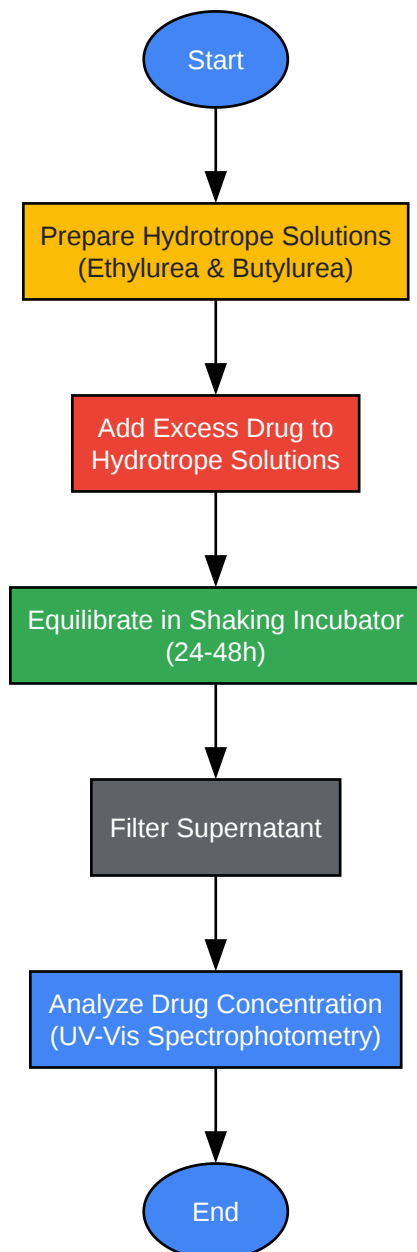 Start
Prepare Hydrotrope Solutions
(Ethylurea & Butylurea)
Add Excess Drug to
Hydrotrope Solutions
Equilibrate in Shaking Incubator
(24-48h)
Filter Supernatant
Analyze Drug Concentration
(UV-Vis Spectrophotometry)
End